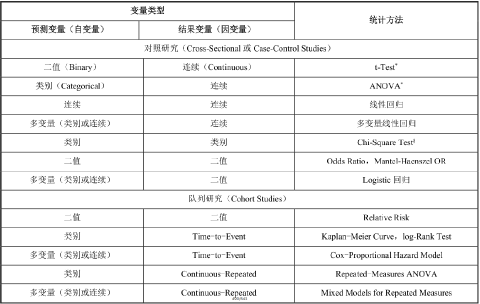 变量类型
统计方法
预测变量（自变量） 结果变量（因变量）
对照研究（Cross-Sectional 或 Case-Control Studies）
二值（Binary） 连续（Continuous） t-Test*
类别（Categorical） 连续 ANOVA*
连续 连续 线性回归
多变量（类别或连续） 连续 多变量线性回归
类别 类别 Chi-Square Test‡
二值 二值 Odds Ratio，Mantel-Haenszel OR
多变量（类别或连续） 二值 Logistic 回归
队列研究（Cohort Studies）
二值 二值 Relative Risk
类别 Time-to-Event Kaplan-Meier Curve，log-Rank Test
多变量（类别或连续） Time-to-Event Cox-Proportional Hazard Model
类别 Continuous-Repeated Repeated-Measures ANOVA
多变量（类别或连续） Continuous-Repeated Mixed Models for Repeated Measures